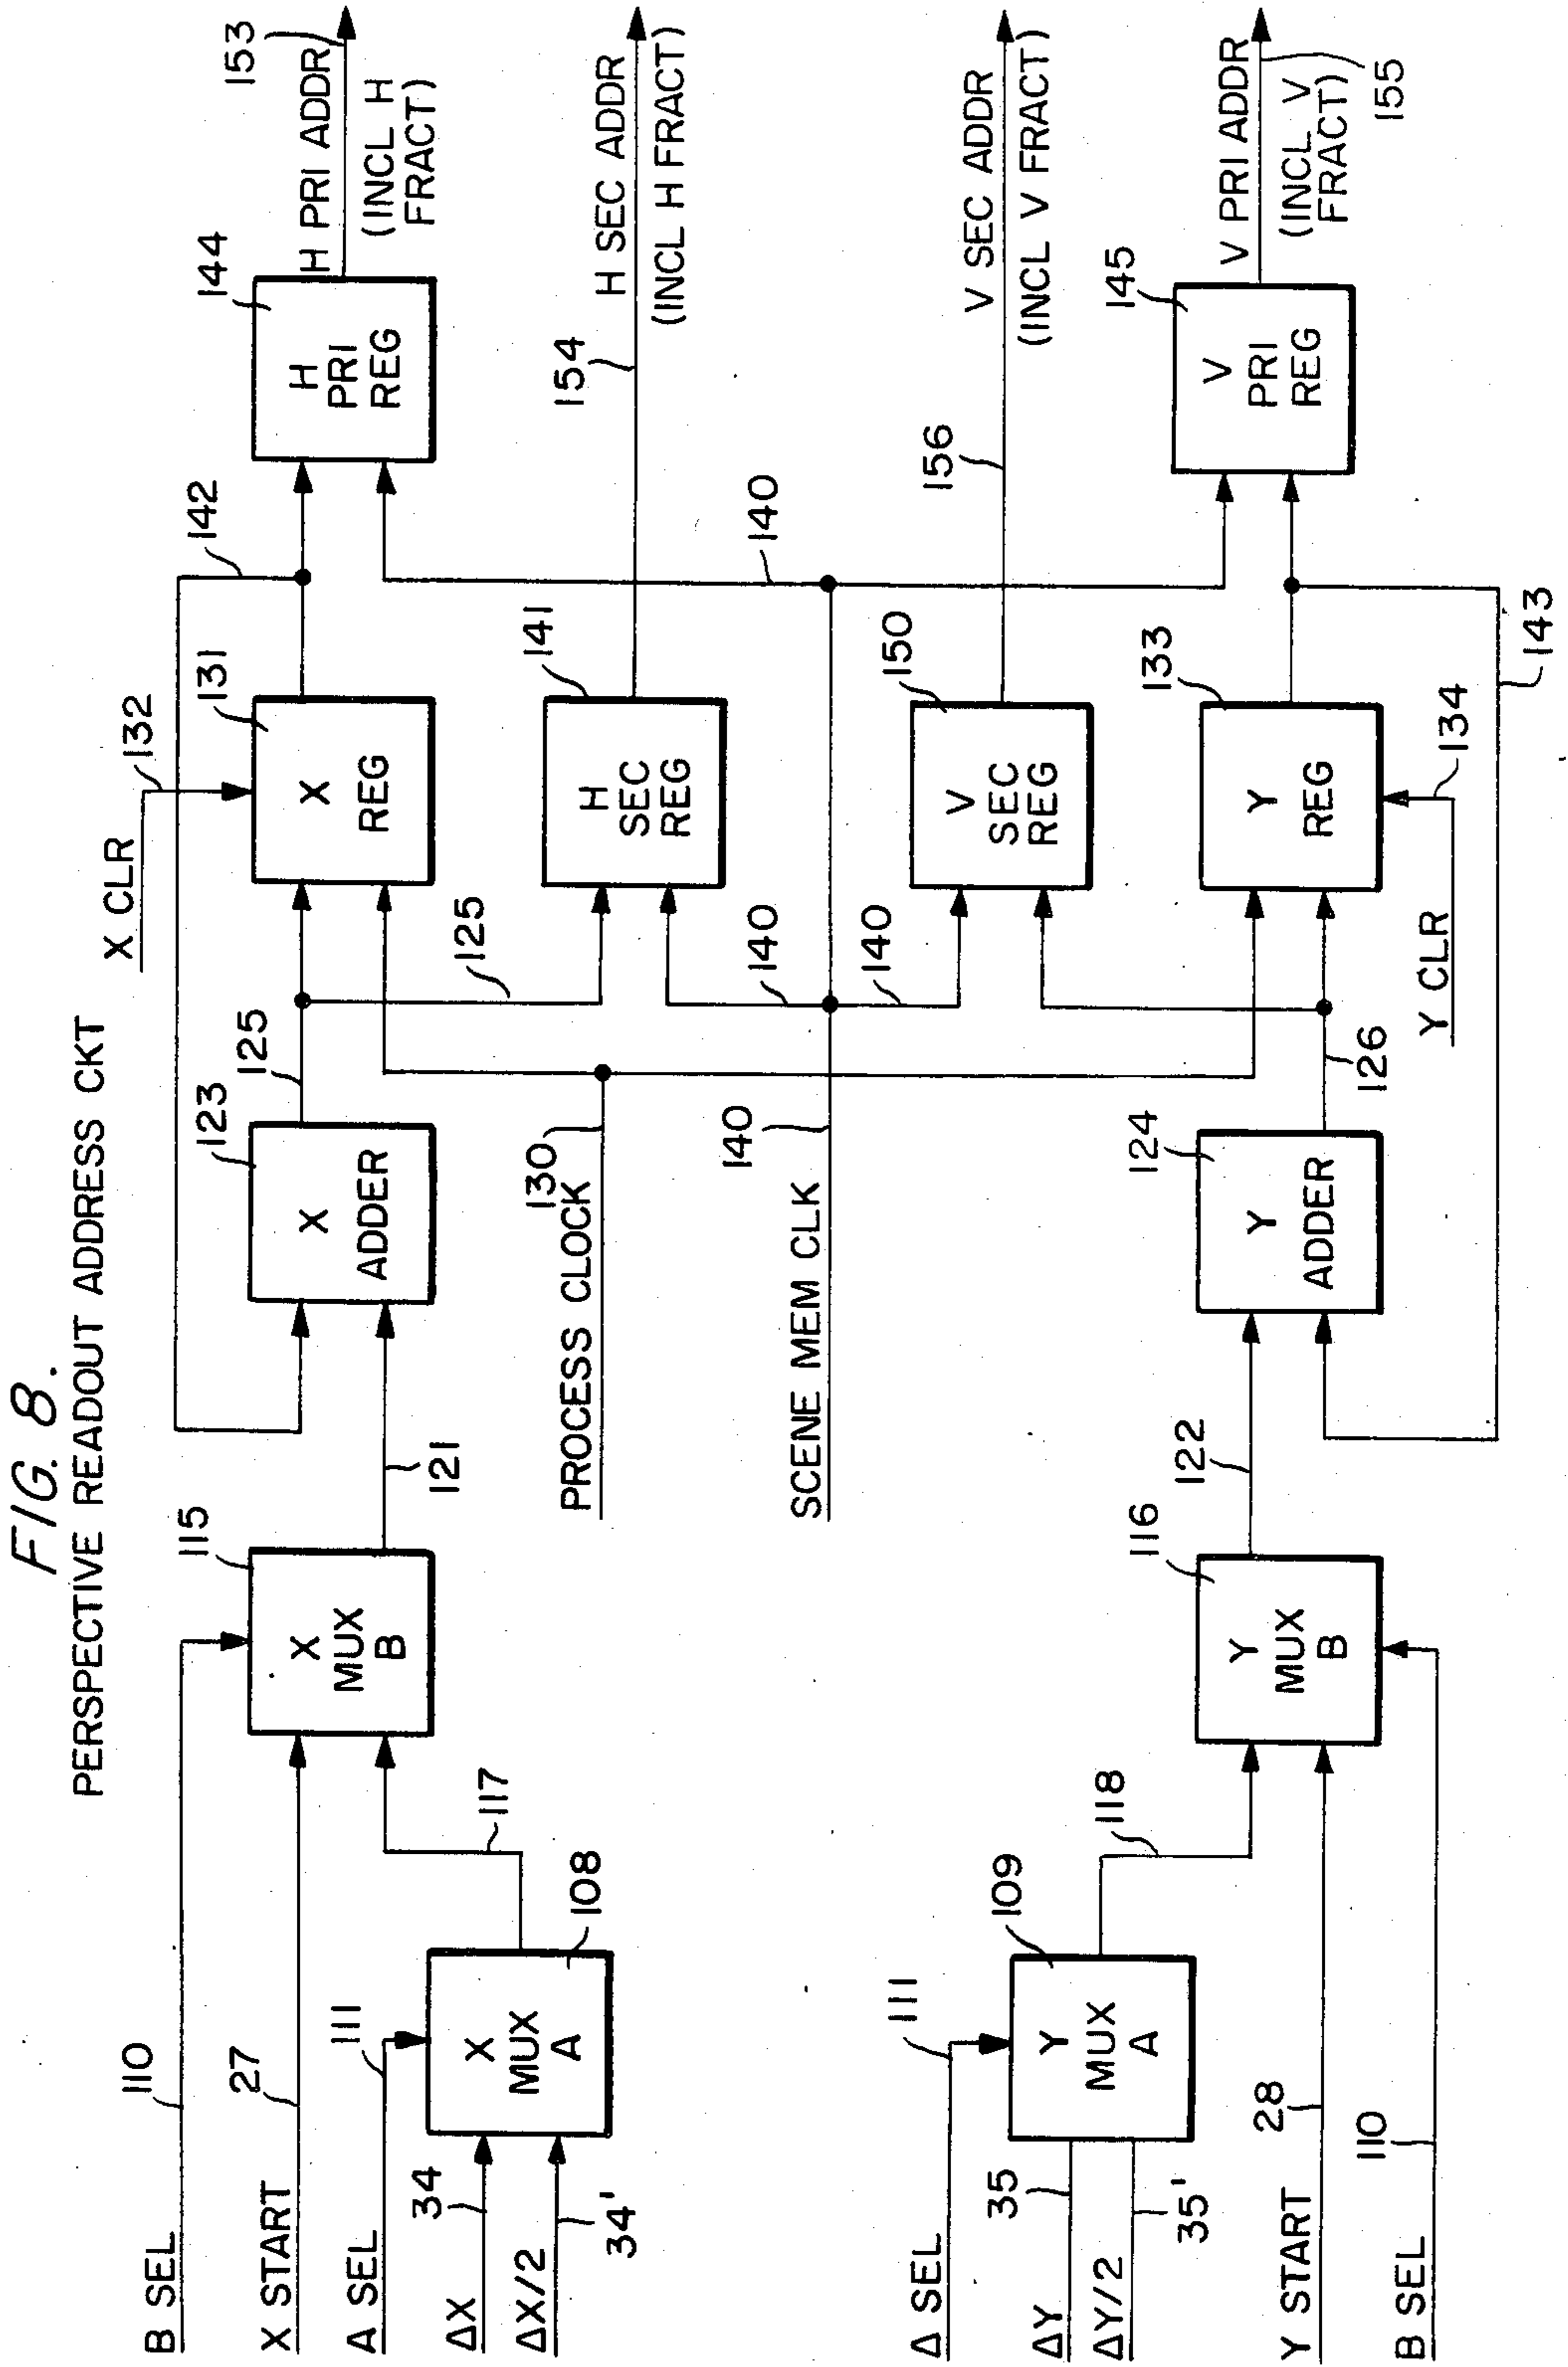 FIG. 8.
PERSPECTIVE READOUT ADDRESS CKT
B SEL
110
X START
27
A SEL
111
ΔX
34
ΔX/2
34'
X
MUX
A
108
117
X
MUX
B
115
121
X
ADDER
123
125
125
X CLR
132
X
REG
131
142
H
PRI
REG
144
H PRI ADDR
153
(INCL H
FRACT)
PROCESS CLOCK
130
H
SEC
REG
141
154
H SEC ADDR
(INCL H FRACT)
SCENE MEM CLK
140
140
140
140
V
SEC
REG
150
156
V SEC ADDR
(INCL V FRACT)
Δ SEL
111
ΔY
35
ΔY/2
35'
Y
MUX
A
109
118
Y START
28
B SEL
110
Y
MUX
B
116
122
Y
ADDER
124
126
Y CLR
134
Y
REG
133
143
V
PRI
REG
145
V PRI ADDR
(INCL V
FRACT)
155